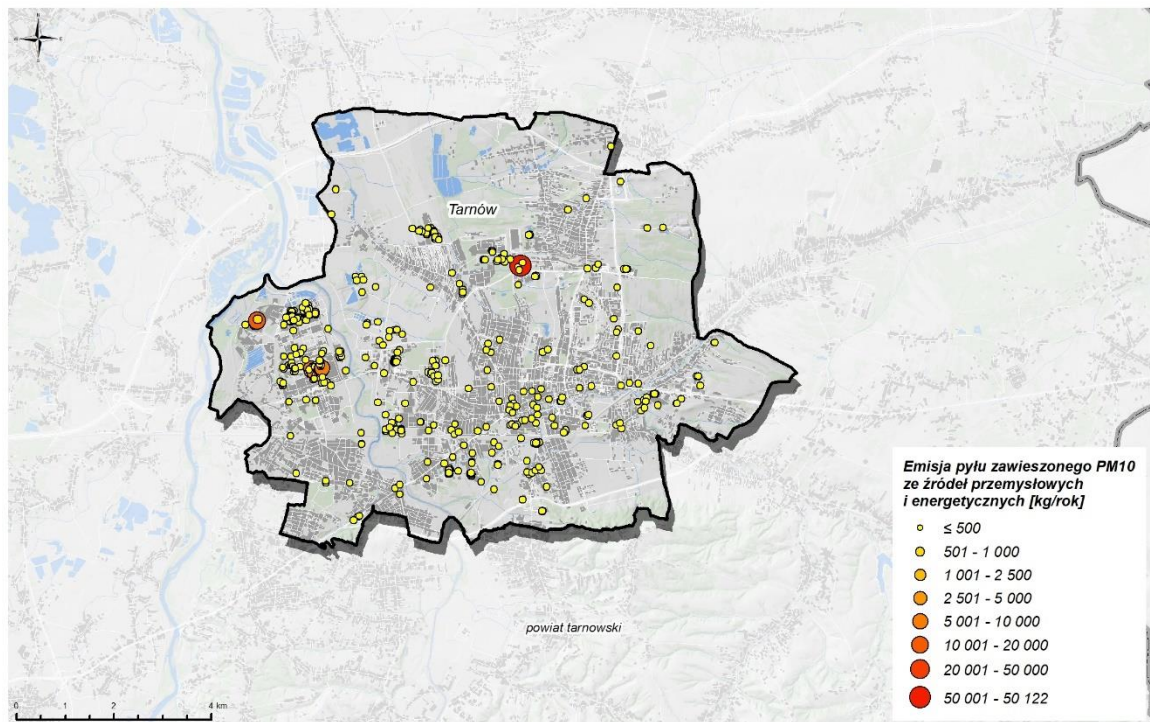 Tarnów
powiat tarnowski
Emisja pyłu zawieszonego PM10
ze źródeł przemysłowych
i energetycznych [kg/rok]
≤ 500
501 - 1 000
1 001 - 2 500
2 501 - 5 000
5 001 - 10 000
10 001 - 20 000
20 001 - 50 000
50 001 - 50 122
0 1 2 4 km